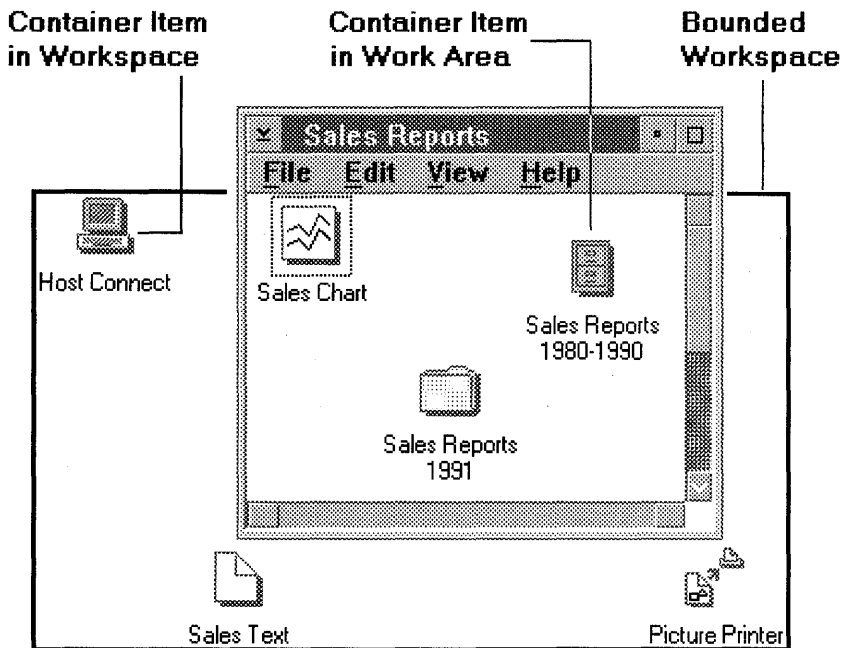 Container Item
in Workspace
Container Item
in Work Area
Bounded
Workspace
Sales Reports
File Edit View Help
Host Connect
Sales Chart
Sales Reports
1980-1990
Sales Reports
1991
Sales Text
Picture Printer